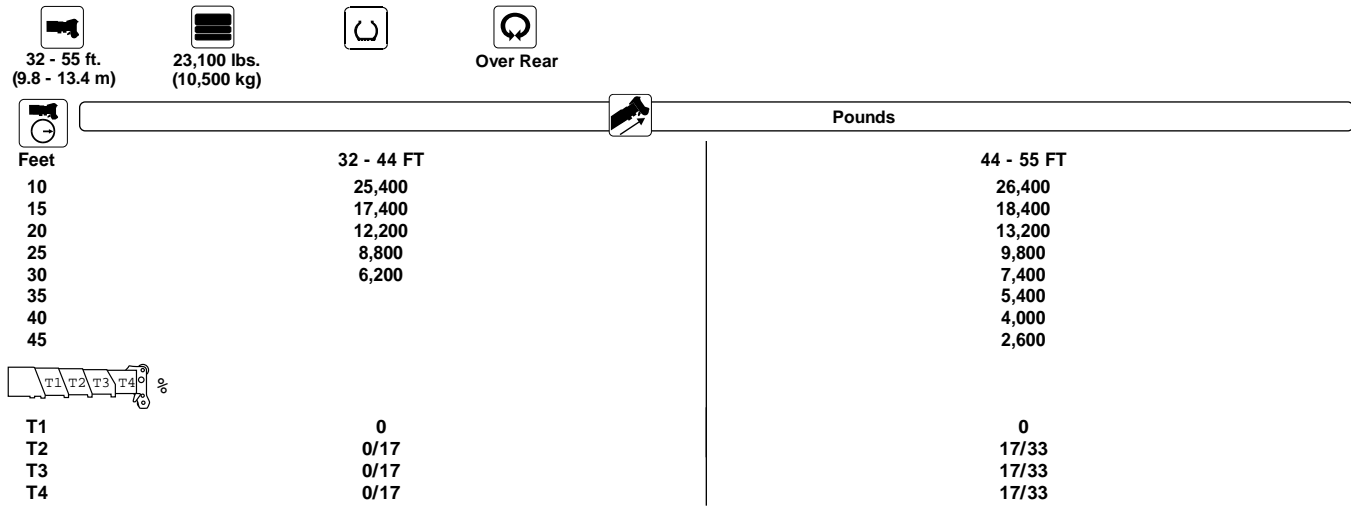 32 - 55 ft.
(9.8 - 13.4 m)
23,100 lbs.
(10,500 kg)
Over Rear
Pounds
Feet 32 - 44 FT 44 - 55 FT
10 25,400 26,400
15 17,400 18,400
20 12,200 13,200
25 8,800 9,800
30 6,200 7,400
35 5,400
40 4,000
45 2,600
T1 T2 T3 T4 %
T1 0 0
T2 0/17 17/33
T3 0/17 17/33
T4 0/17 17/33